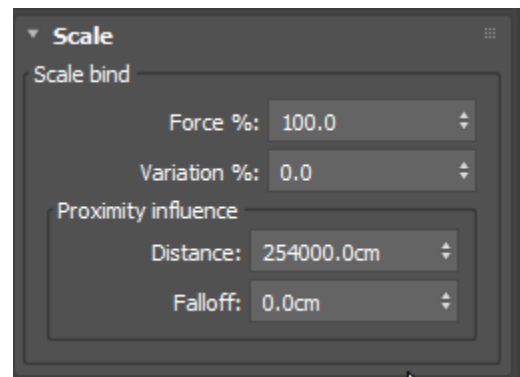 Scale
Scale bind
Force %: 100.0
Variation %: 0.0
Proximity influence
Distance: 254000.0cm
Falloff: 0.0cm